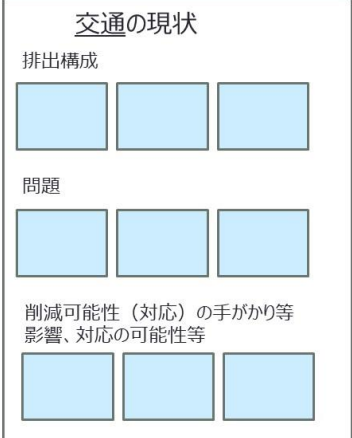 交通の現状
排出構成
問題
削減可能性（対応）の手がかり等
影響、対応の可能性等